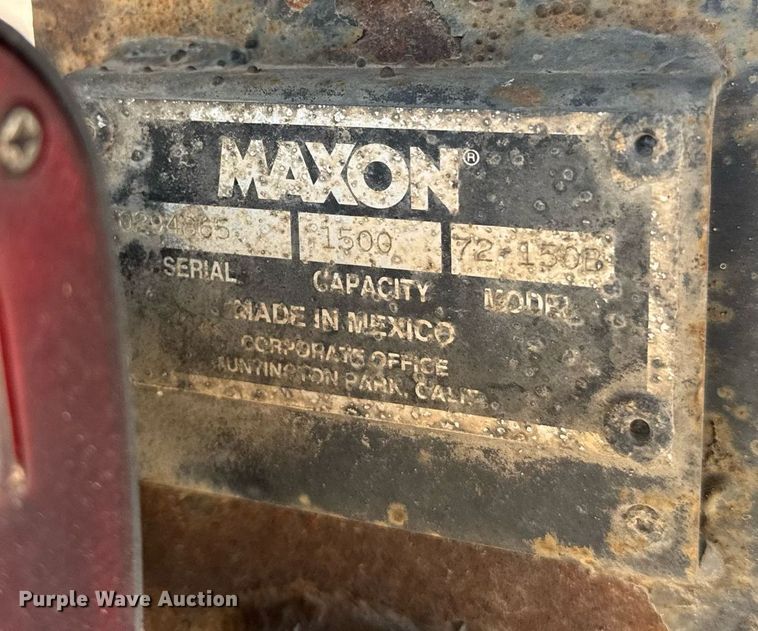 MAXON®
0294865 1500 72-150B
SERIAL CAPACITY MODEL
MADE IN MEXICO
CORPORATE OFFICE
HUNTINGTON PARK, CALIF.
Purple Wave Auction